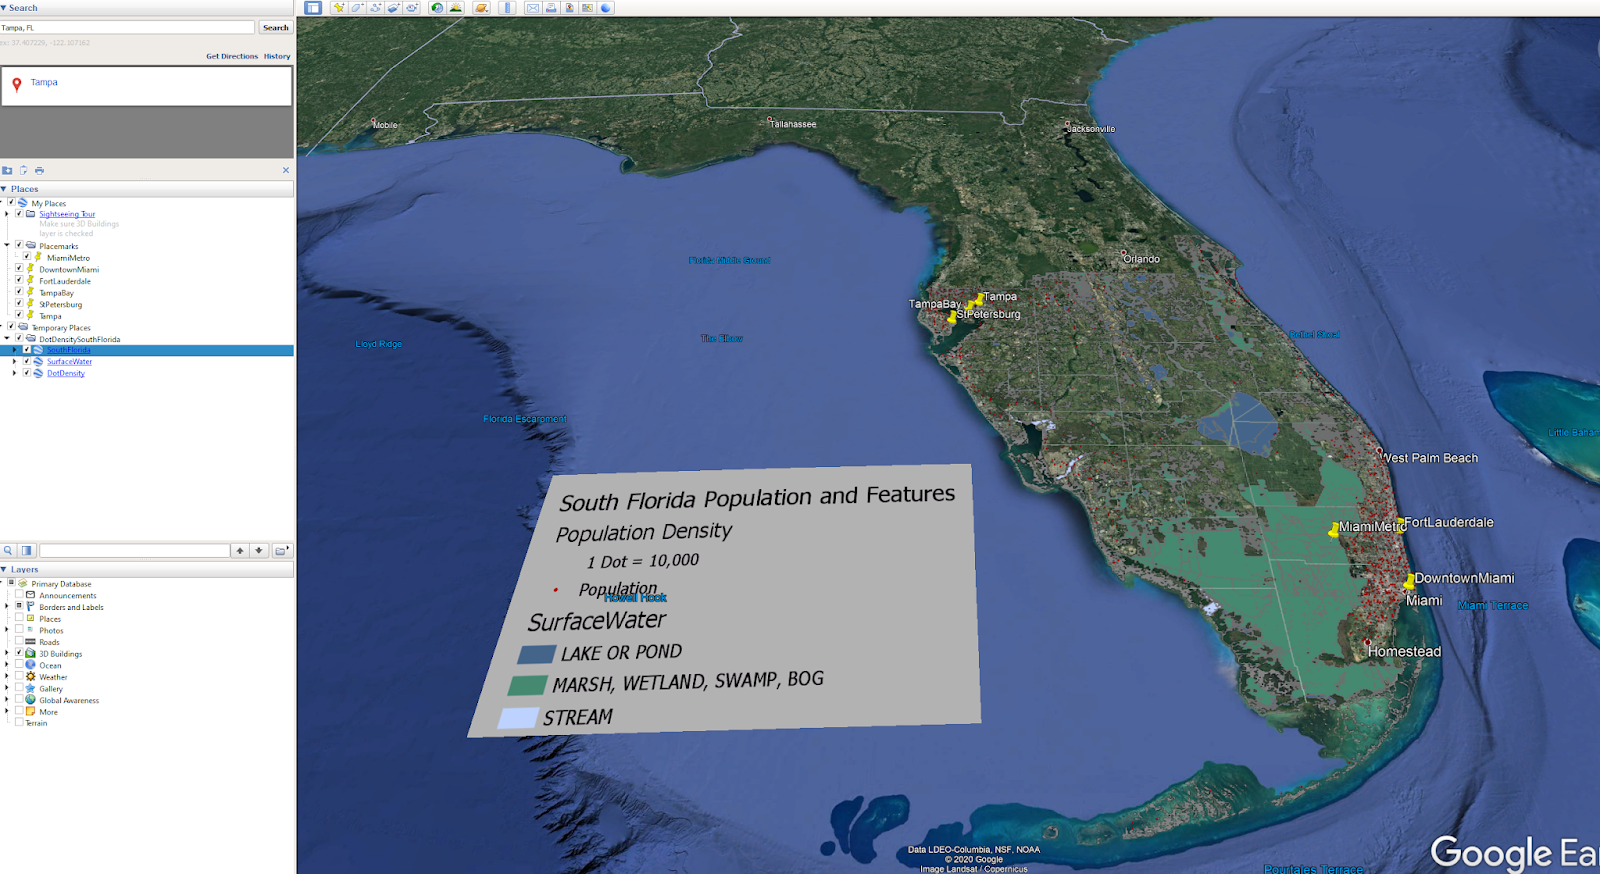 Search
Tampa, FL
Search
ex: 37.407229, -122.107162
Get Directions History
Tampa
Places
My Places
Sightseeing Tour
Make sure 3D Buildings
layer is checked
Placemarks
MiamiMetro
DowntownMiami
FortLauderdale
TampaBay
StPetersburg
Tampa
Temporary Places
DotDensitySouthFlorida
SouthFlorida
SurfaceWater
DotDensity
Layers
Primary Database
Announcements
Borders and Labels
Places
Photos
Roads
3D Buildings
Ocean
Weather
Gallery
Global Awareness
More
Terrain
Mobile
Tallahassee
Jacksonville
Orlando
Florida Middle Ground
Tampa
TampaBay
StPetersburg
Lloyd Ridge
The Elbow
Bethel Shoal
Florida Escarpment
Little Baham
West Palm Beach
MiamiMetro
FortLauderdale
DowntownMiami
Miami
Miami Terrace
Homestead
South Florida Population and Features
Population Density
1 Dot = 10,000
Population
Howell Hook
SurfaceWater
LAKE OR POND
MARSH, WETLAND, SWAMP, BOG
STREAM
Data LDEO-Columbia, NSF, NOAA
© 2020 Google
Image Landsat / Copernicus
Google Ea
Pourtales Terrace